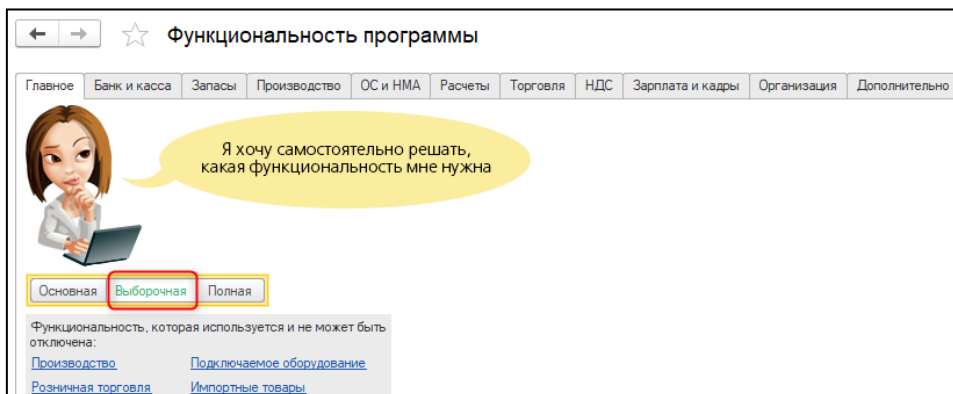 Функциональность программы
Главное Банк и касса Запасы Производство ОС и НМА Расчеты Торговля НДС Зарплата и кадры Организация Дополнительно
Я хочу самостоятельно решать,
какая функциональность мне нужна
Основная Выборочная Полная
Функциональность, которая используется и не может быть
отключена:
Производство Подключаемое оборудование
Розничная торговля Импортные товары